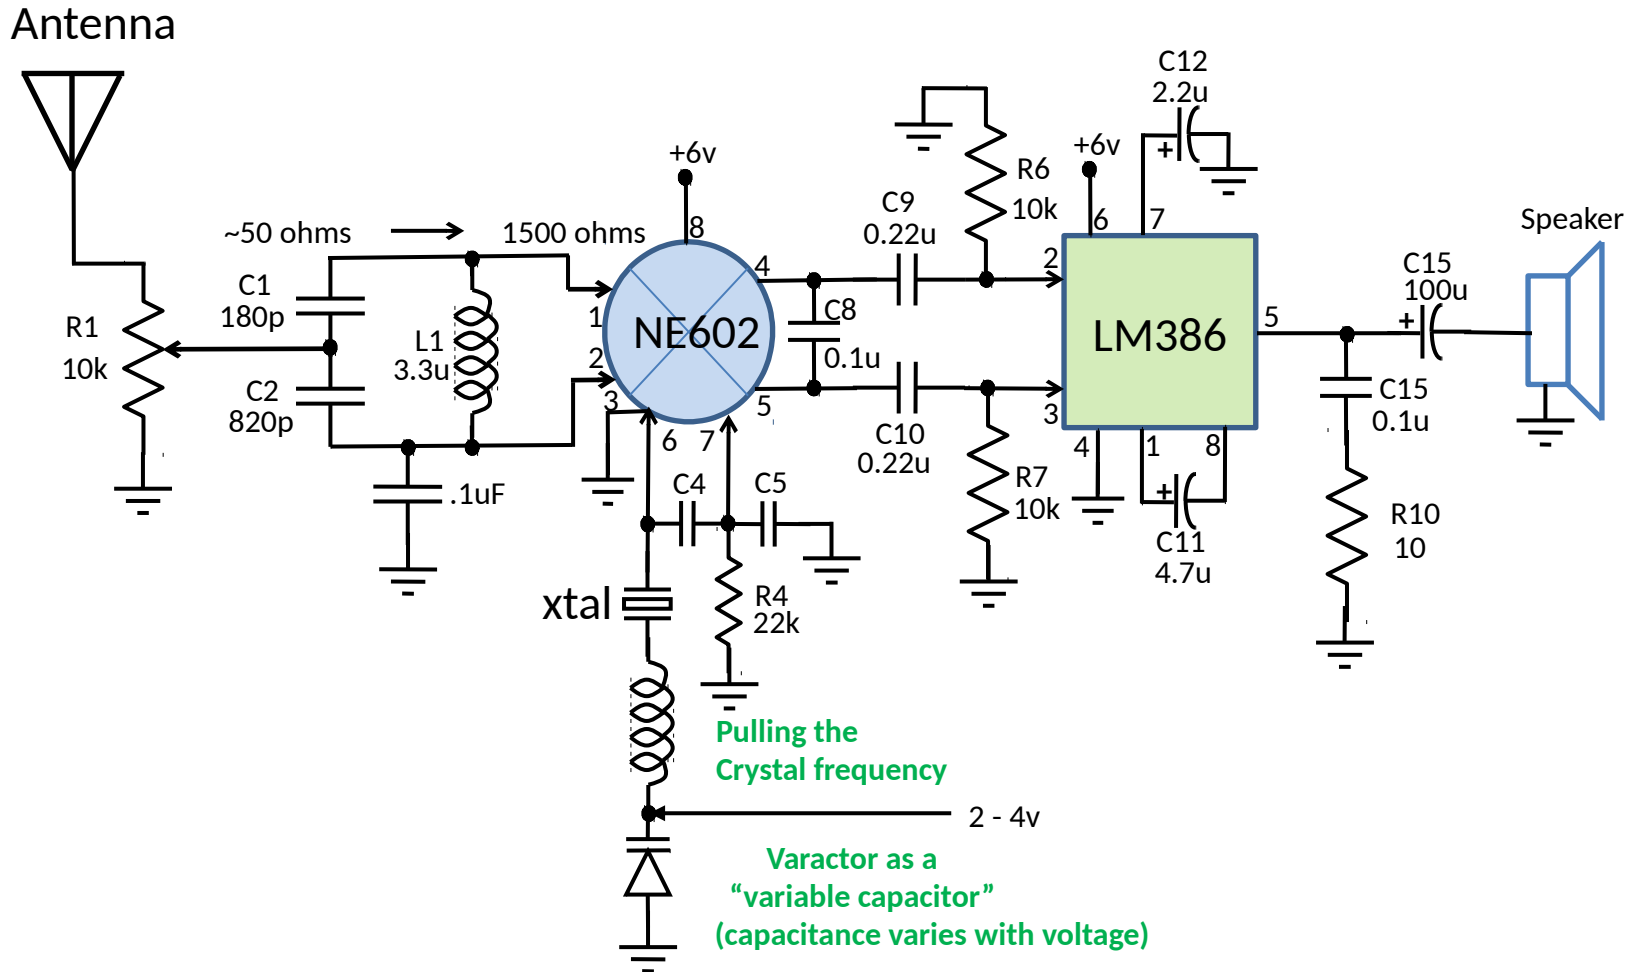 Antenna
C12
2.2u
+6v
+6v
R6
10k
C9
0.22u
~50 ohms
1500 ohms
8
6
7
Speaker
4
2
C1
180p
C8
0.1u
C15
100u
R1
10k
L1
3.3u
1
NE602
LM386
5
2
C2
820p
3
5
3
C15
0.1u
6
7
C10
0.22u
4
1
8
.1uF
C4
C5
R7
10k
C11
4.7u
R10
10
xtal
R4
22k
Pulling the
Crystal frequency
2 - 4v
Varactor as a
“variable capacitor”
(capacitance varies with voltage)
+
+
+